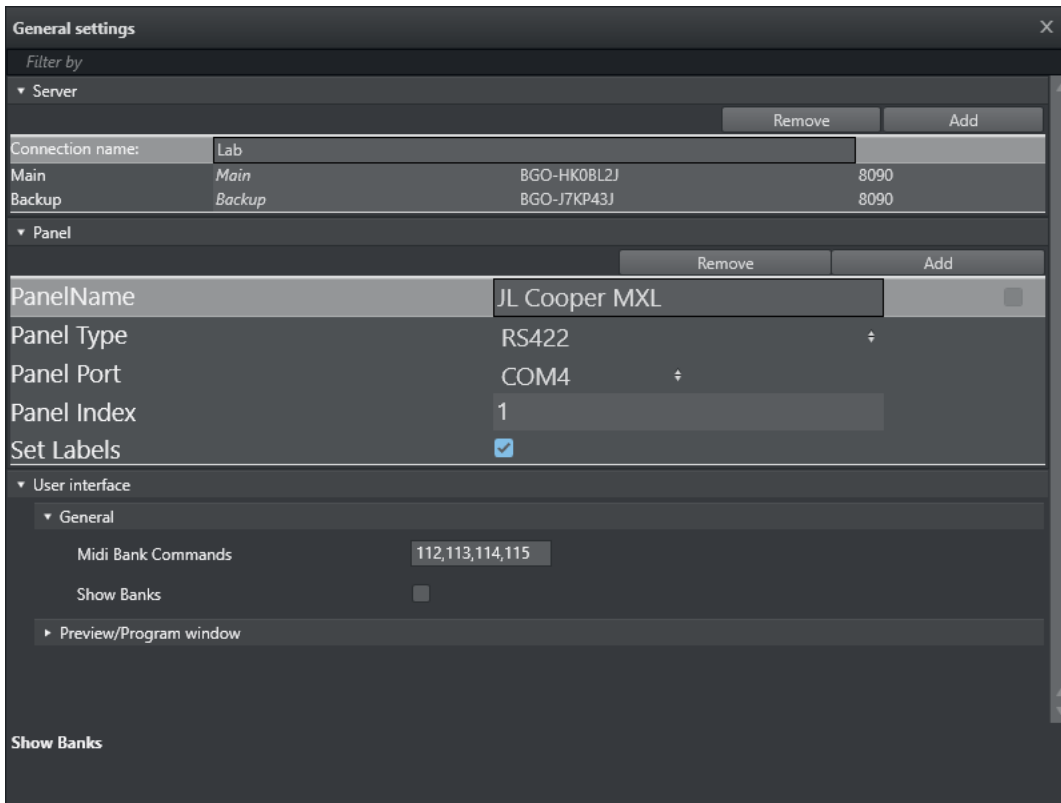 General settings X
Filter by
Server
Remove Add
Connection name: Lab
Main Main BGO-HK0BL2J 8090
Backup Backup BGO-J7KP43J 8090
Panel
Remove Add
PanelName JL Cooper MXL
Panel Type RS422
Panel Port COM4
Panel Index 1
Set Labels
User interface
General
Midi Bank Commands 112,113,114,115
Show Banks
Preview/Program window
Show Banks